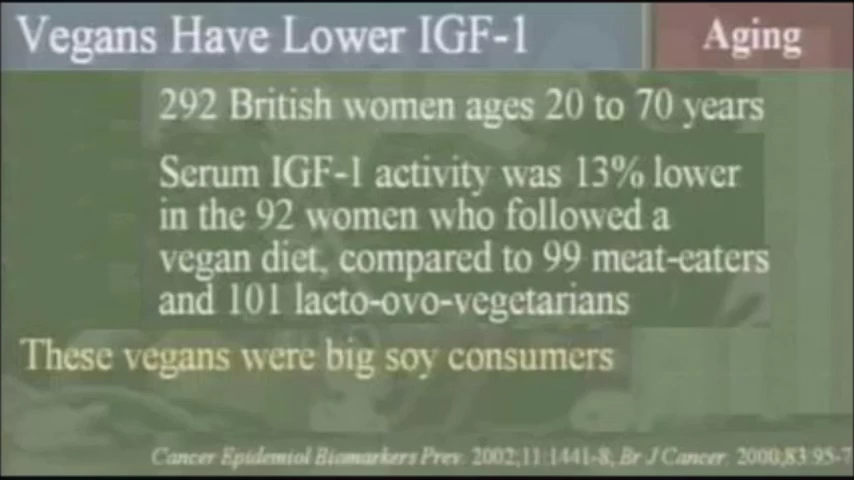 Vegans Have Lower IGF-1
Aging
292 British women ages 20 to 70 years
Serum IGF-1 activity was 13% lower
in the 92 women who followed a
vegan diet, compared to 99 meat-eaters
and 101 lacto-ovo-vegetarians
These vegans were big soy consumers
Cancer Epidemiol Biomarkers Prev. 2002;11:1441-8; Br J Cancer. 2000;83:95-7